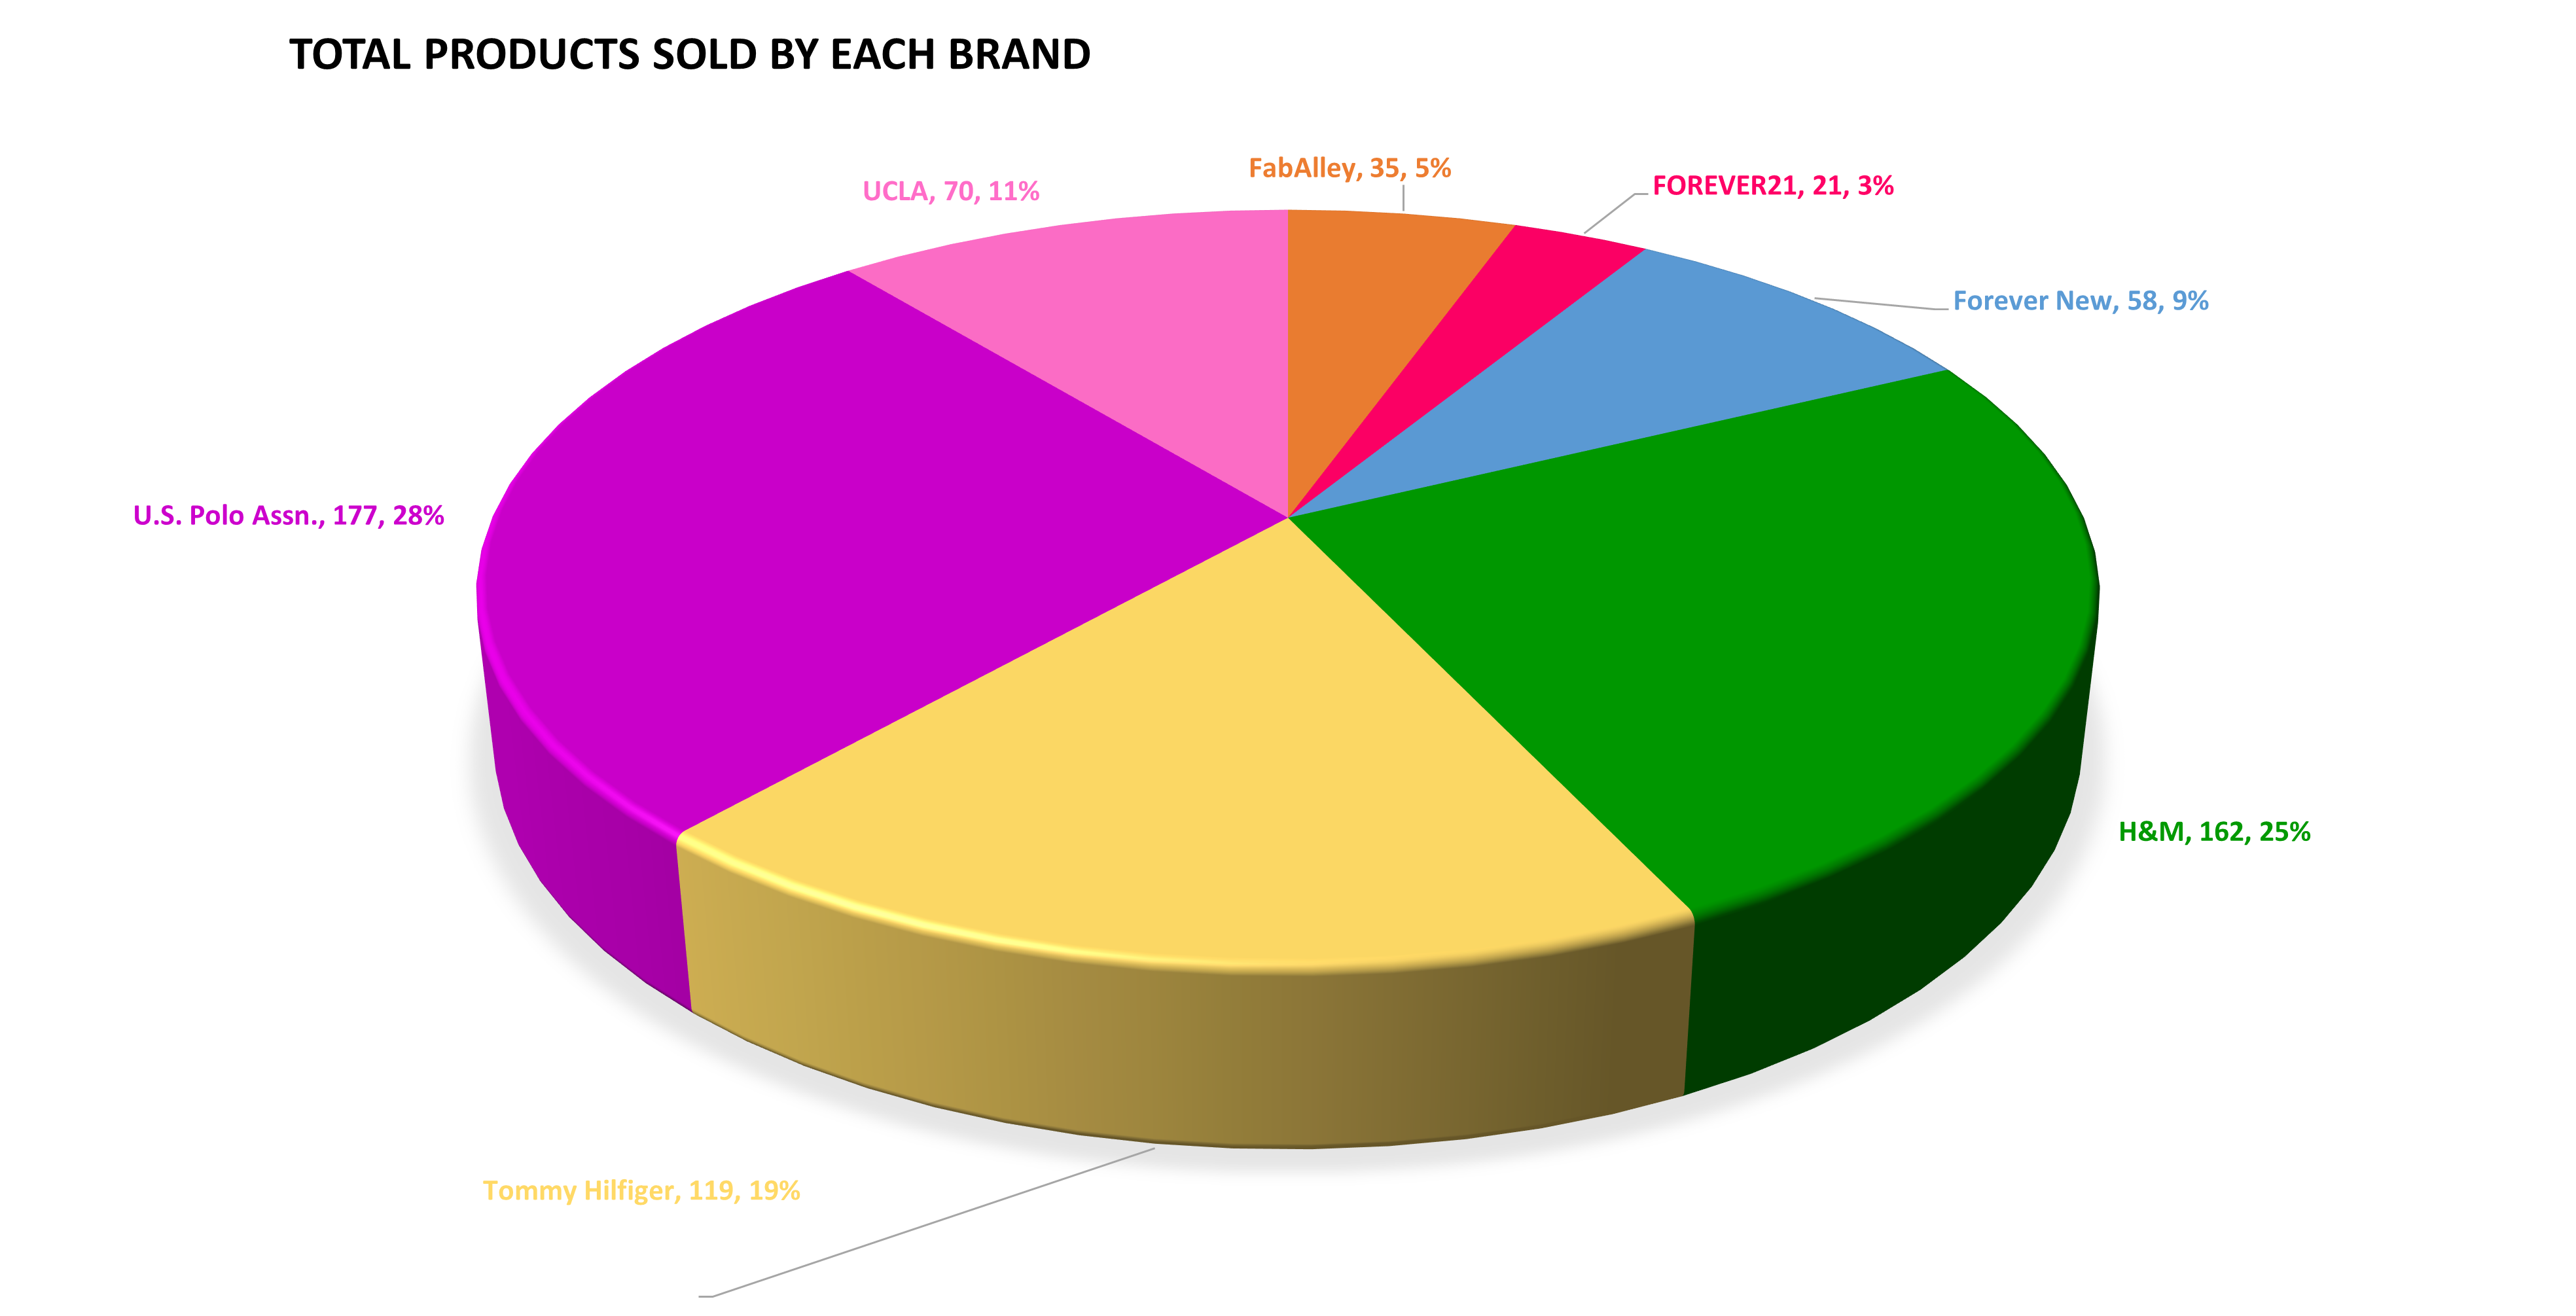 TOTAL PRODUCTS SOLD BY EACH BRAND
FabAlley, 35, 5%
FOREVER21, 21, 3%
UCLA, 70, 11%
Forever New, 58, 9%
U.S. Polo Assn., 177, 28%
H&M, 162, 25%
Tommy Hilfiger, 119, 19%